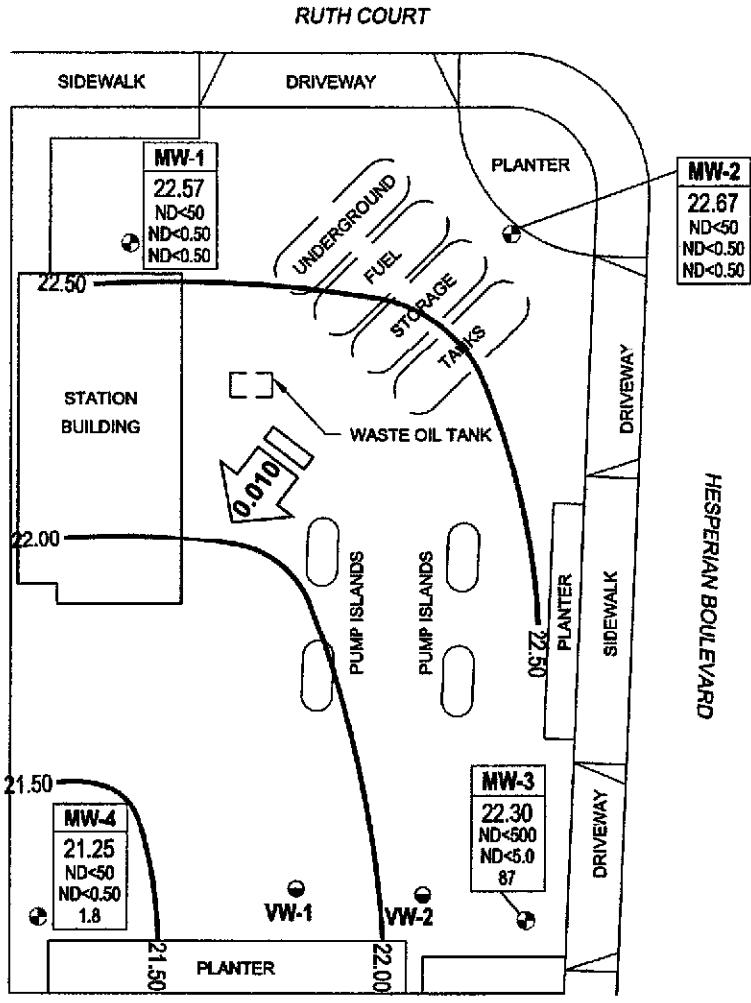 RUTH COURT
SIDEWALK
DRIVEWAY
PLANTER
MW-1
22.57
ND<50
ND<0.50
ND<0.50
MW-2
22.67
ND<50
ND<0.50
ND<0.50
UNDERGROUND
FUEL
STORAGE
TANKS
22.50
STATION
BUILDING
WASTE OIL TANK
DRIVEWAY
0.010
HESPERIAN BOULEVARD
22.00
PUMP ISLANDS
PUMP ISLANDS
PLANTER
SIDEWALK
22.50
21.50
MW-4
21.25
ND<50
ND<0.50
1.8
MW-3
22.30
ND<500
ND<5.0
87
DRIVEWAY
VW-1
VW-2
21.50
PLANTER
22.00